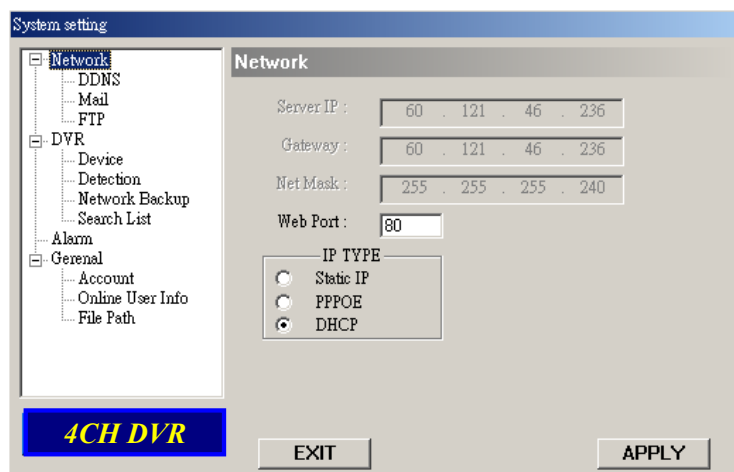 System setting
Network
DDNS
Mail
FTP
DVR
Device
Detection
Network Backup
Search List
Alarm
Gerenal
Account
Online User Info
File Path
4CH DVR
Network
Server IP : 60 . 121 . 46 . 236
Gateway : 60 . 121 . 46 . 236
Net Mask : 255 . 255 . 255 . 240
Web Port : 80
IP TYPE
Static IP
PPPOE
DHCP
EXIT APPLY